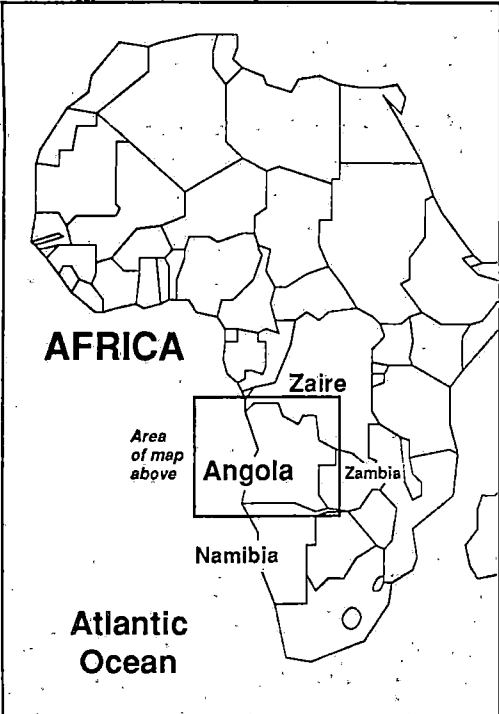 AFRICA
Zaire
Area
of map
above
Angola
Zambia
Namibia
Atlantic
Ocean